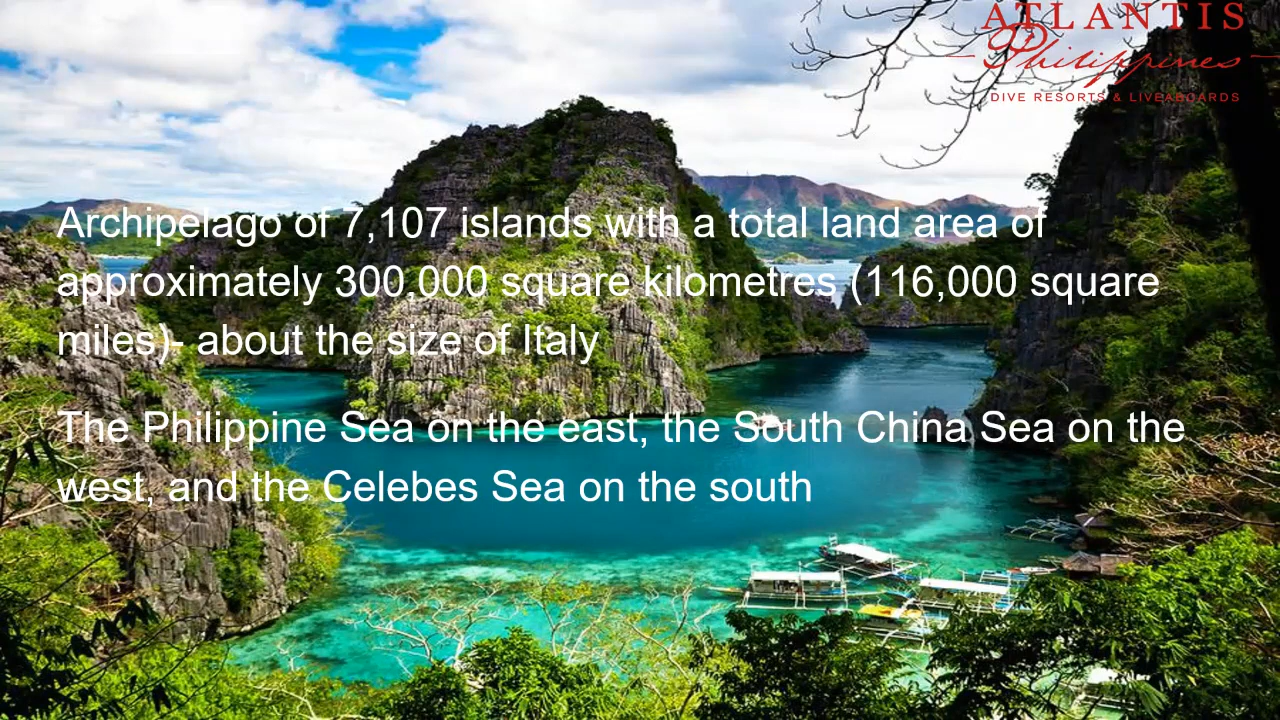 ATLANTIS
Philippines
DIVE RESORTS & LIVEABOARDS
Archipelago of 7,107 islands with a total land area of
approximately 300,000 square kilometres (116,000 square
miles)- about the size of Italy
The Philippine Sea on the east, the South China Sea on the
west, and the Celebes Sea on the south